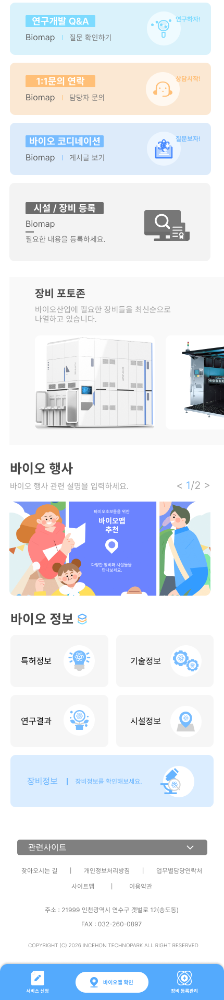 연구개발 Q&A
연구하자!
Biomap | 질문 확인하기
1:1문의 연락
상담시작!
Biomap | 담당자 문의
바이오 코디네이션
질문보자!
Biomap | 게시글 보기
시설 / 장비 등록
Biomap
필요한 내용을 등록하세요.
장비 포토존
바이오산업에 필요한 장비들을 최신순으로
나열하고 있습니다.
바이오 행사
바이오 행사 관련 설명을 입력하세요.
< 1/2 >
바이오초보들을 위한
바이오맵
추천
다양한 장비와 시설들을
만나보세요.
바이오 정보
특허정보
기술정보
연구결과
시설정보
장비정보 | 장비정보를 확인해보세요.
관련사이트
찾아오시는 길 | 개인정보처리방침 | 업무별담당연락처
사이트맵 | 이용약관
주소 : 21999 인천광역시 연수구 갯벌로 12(송도동)
FAX : 032-260-0897
COPYRIGHT (C) 2026 INCEHON TECHNOPARK ALL RIGHT RESERVED
서비스 신청
바이오맵 확인
장비 등록관리